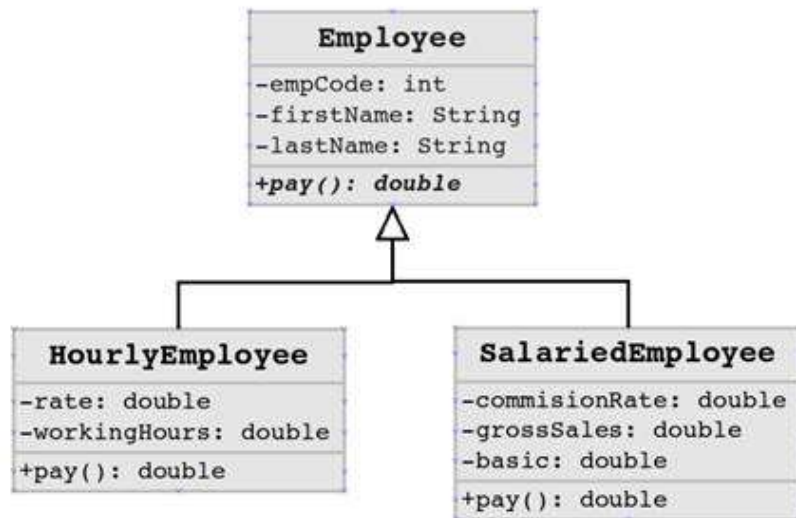 Employee
-empCode: int
-firstName: String
-lastName: String
+pay(): double
HourlyEmployee
-rate: double
-workingHours: double
+pay(): double
SalariedEmployee
-commisionRate: double
-grossSales: double
-basic: double
+pay(): double